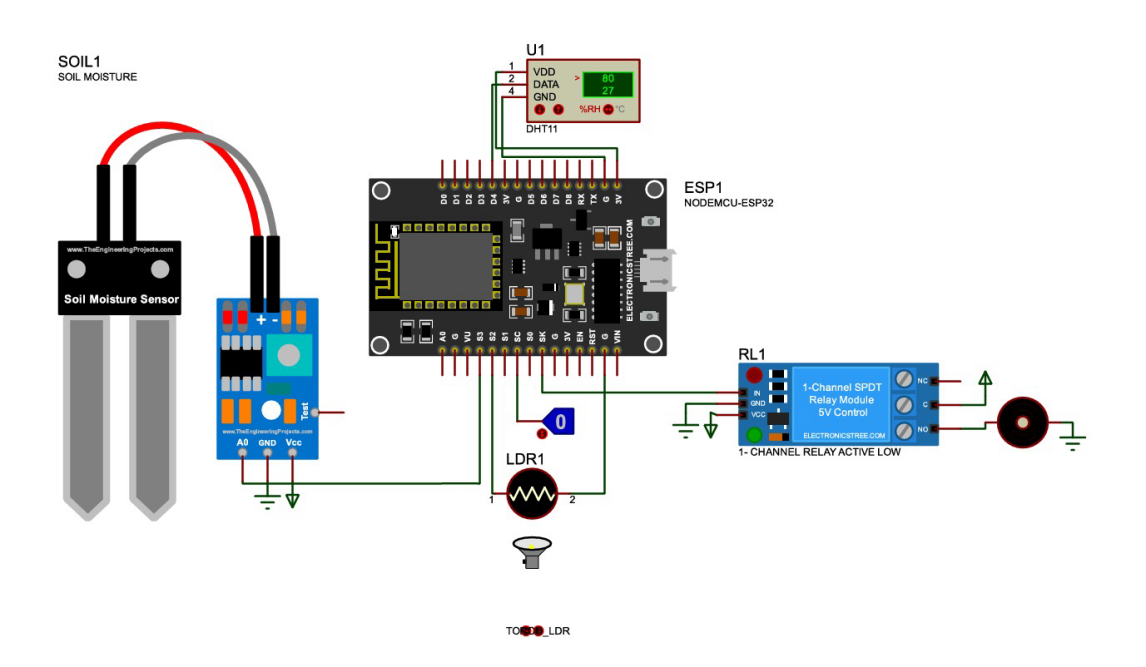 SOIL1
SOIL MOISTURE
www.TheEngineeringProjects.com
Soil Moisture Sensor
+ -
Test
www.TheEngineeringProjects.com
A0 GND Vcc
U1
1 VDD
2 DATA
4 GND
> 80
27
%RH °C
DHT11
D0 D1 D2 D3 D4 3V G D5 D6 D7 D8 RX TX G 3V
ESP1
NODEMCU-ESP32
ELECTRONICSTREE.COM
A0 G VU S3 S2 S1 SC S0 SK G 3V EN RST G VIN
0
LDR1
1 2
RL1
IN
GND
VCC
1-Channel SPDT
Relay Module
5V Control
ELECTRONICSTREE.COM
NC
C
NO
1- CHANNEL RELAY ACTIVE LOW